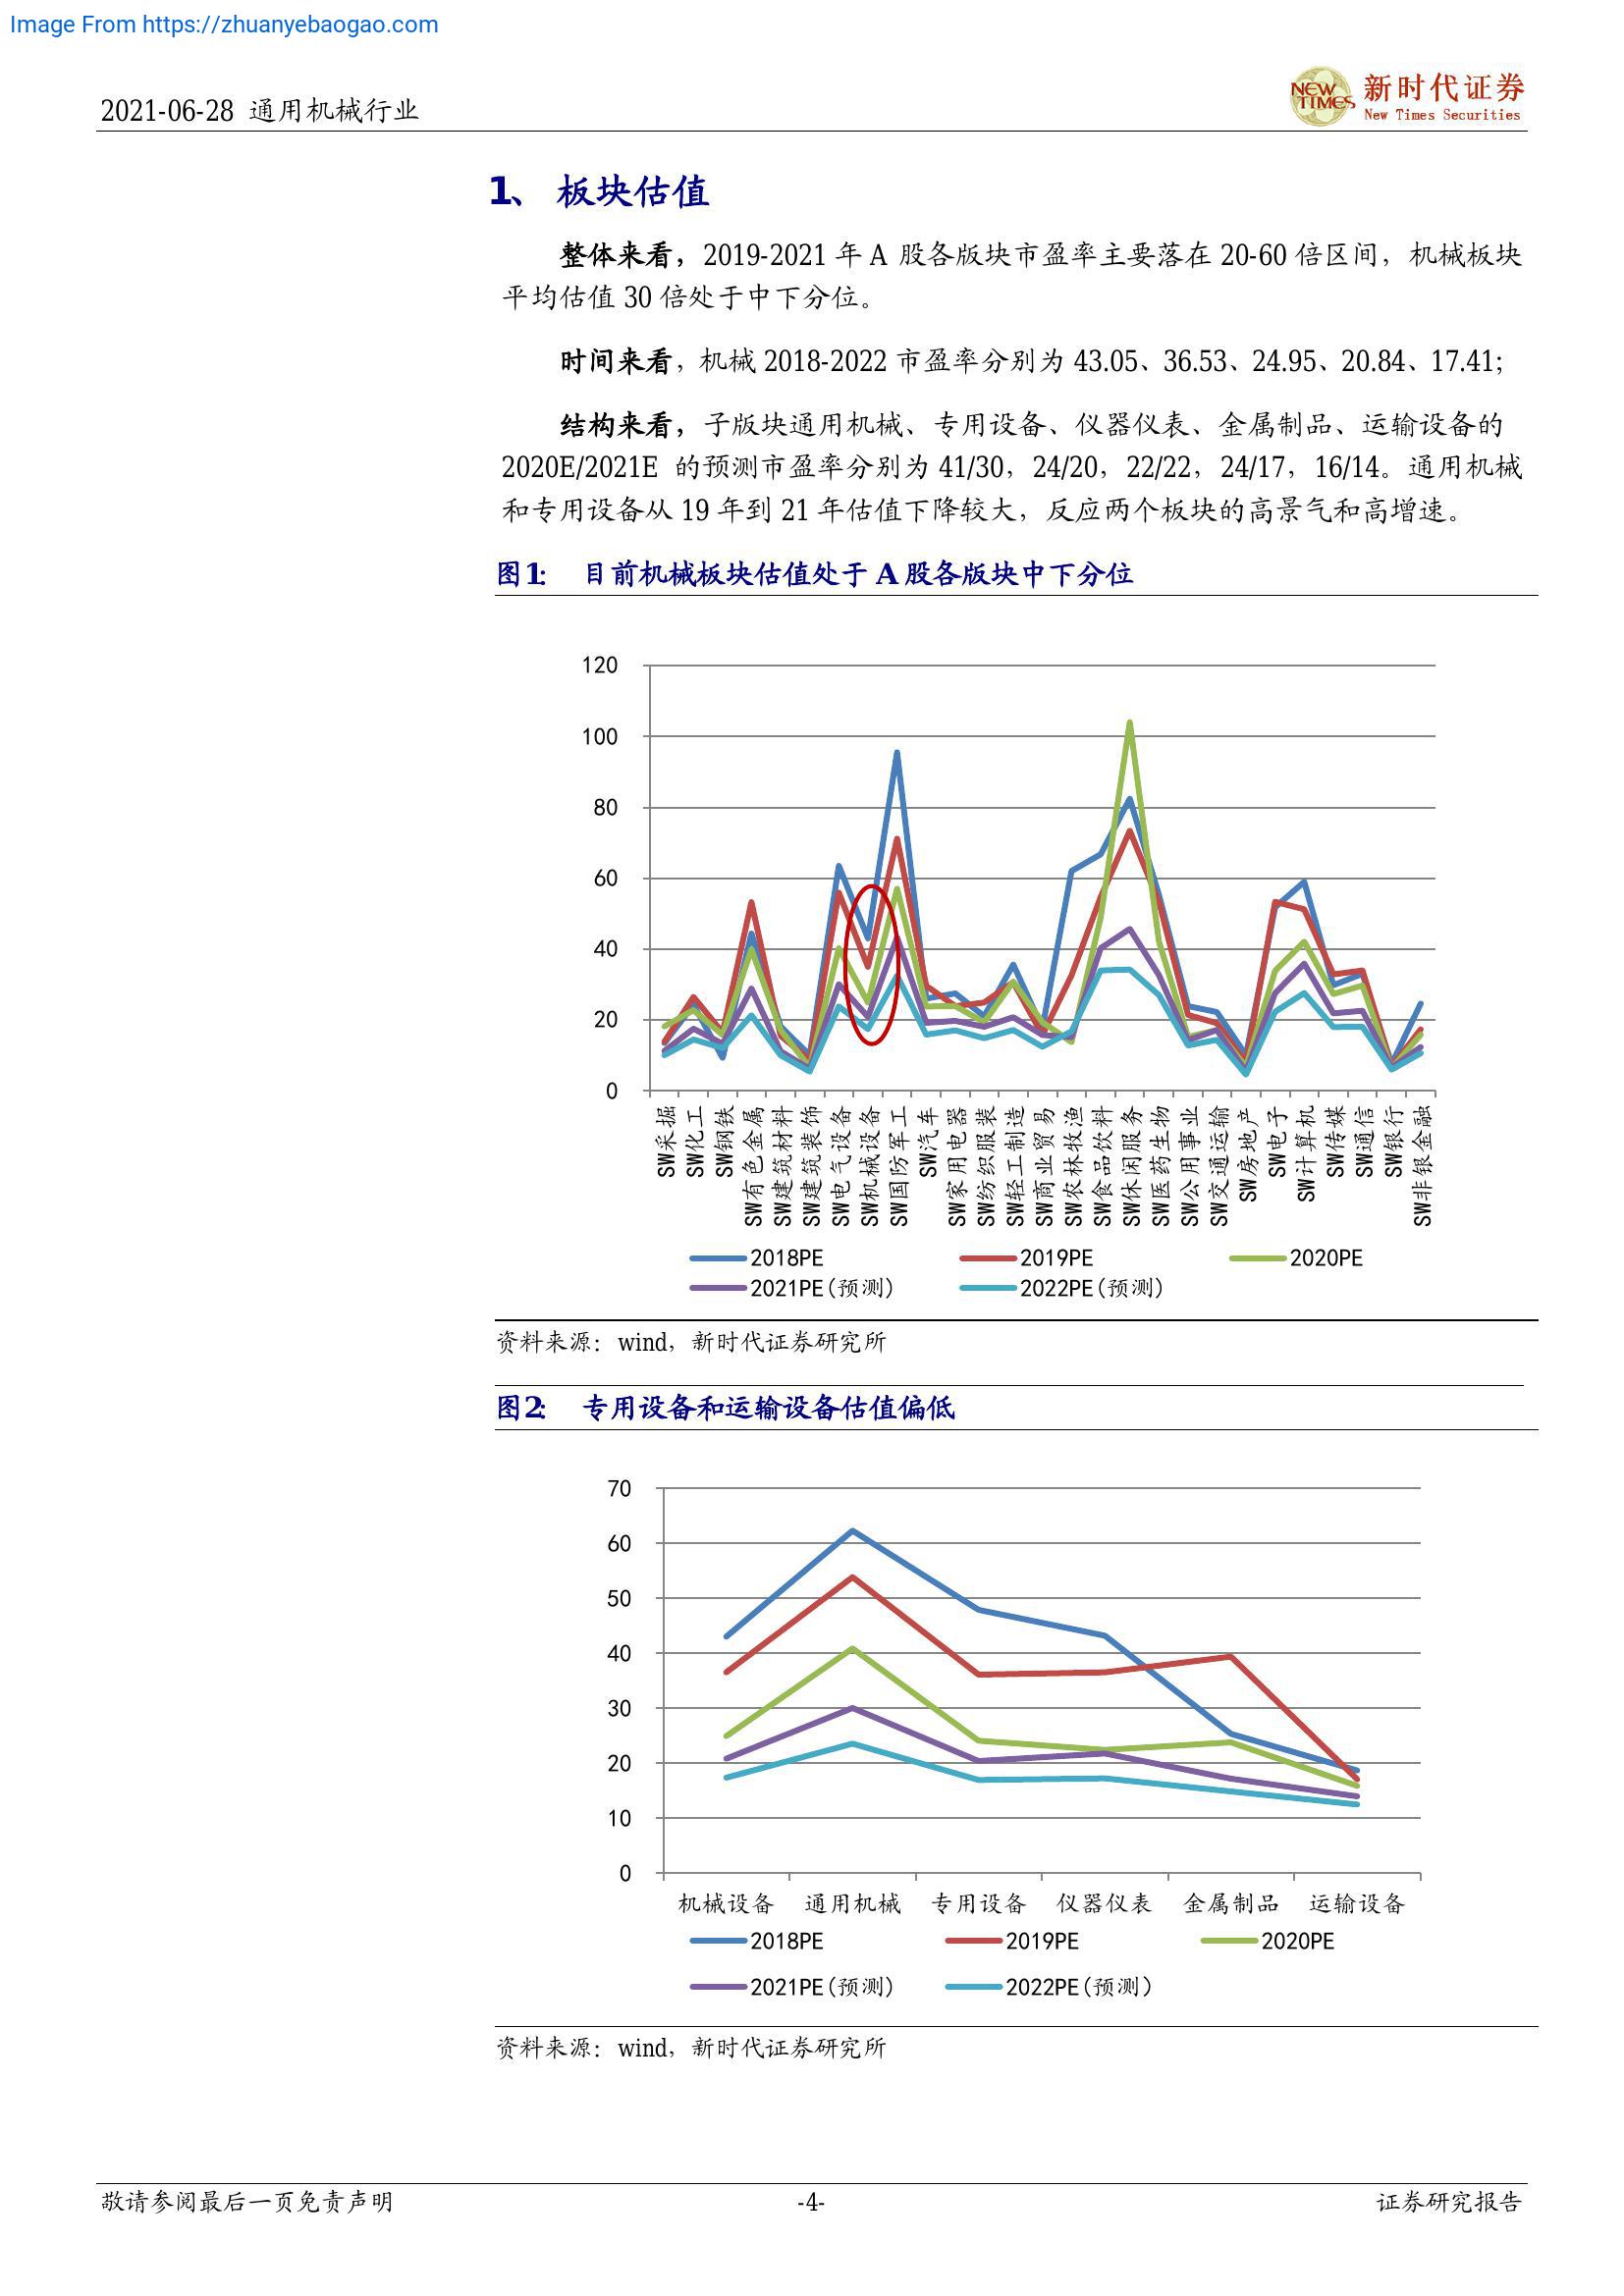 Image From https://zhuanyebaogao.com
2021-06-28 通用机械行业
NEW TIMES
新时代证券
New Times Securities
1、 板块估值
整体来看，2019-2021 年 A 股各版块市盈率主要落在 20-60 倍区间，机械板块
平均估值 30 倍处于中下分位。
时间来看，机械 2018-2022 市盈率分别为 43.05、36.53、24.95、20.84、17.41；
结构来看，子版块通用机械、专用设备、仪器仪表、金属制品、运输设备的
2020E/2021E 的预测市盈率分别为 41/30，24/20，22/22，24/17，16/14。通用机械
和专用设备从 19 年到 21 年估值下降较大，反应两个板块的高景气和高增速。
图1： 目前机械板块估值处于 A 股各版块中下分位
120
100
80
60
40
20
0
SW采掘
SW化工
SW钢铁
SW有色金属
SW建筑材料
SW建筑装饰
SW电气设备
SW机械设备
SW国防军工
SW汽车
SW家用电器
SW纺织服装
SW轻工制造
SW商业贸易
SW农林牧渔
SW食品饮料
SW休闲服务
SW医药生物
SW公用事业
SW交通运输
SW房地产
SW电子
SW计算机
SW传媒
SW通信
SW银行
SW非银金融
2018PE 2019PE 2020PE
2021PE(预测) 2022PE(预测)
资料来源：wind，新时代证券研究所
图2： 专用设备和运输设备估值偏低
70
60
50
40
30
20
10
0
机械设备 通用机械 专用设备 仪器仪表 金属制品 运输设备
2018PE 2019PE 2020PE
2021PE(预测) 2022PE(预测)
资料来源：wind，新时代证券研究所
敬请参阅最后一页免责声明 -4- 证券研究报告